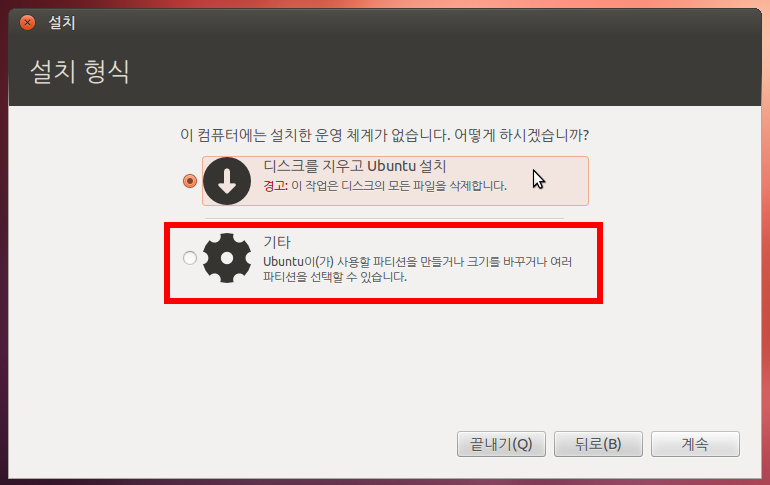 설치
설치 형식
이 컴퓨터에는 설치한 운영 체계가 없습니다. 어떻게 하시겠습니까?
디스크를 지우고 Ubuntu 설치
경고: 이 작업은 디스크의 모든 파일을 삭제합니다.
기타
Ubuntu이(가) 사용할 파티션을 만들거나 크기를 바꾸거나 여러
파티션을 선택할 수 있습니다.
끝내기(Q) 뒤로(B) 계속